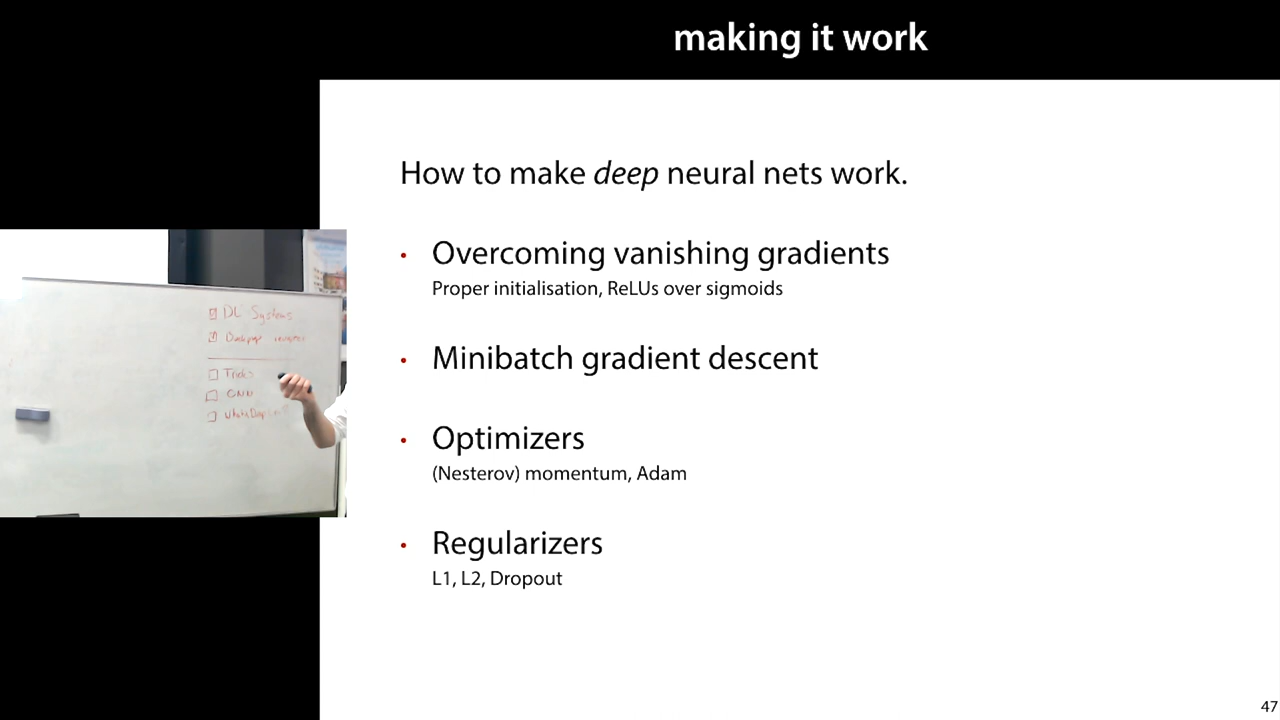 making it work
How to make deep neural nets work.
• Overcoming vanishing gradients
Proper initialisation, ReLUs over sigmoids
• Minibatch gradient descent
• Optimizers
(Nesterov) momentum, Adam
• Regularizers
L1, L2, Dropout
DL Systems
Tricks
47